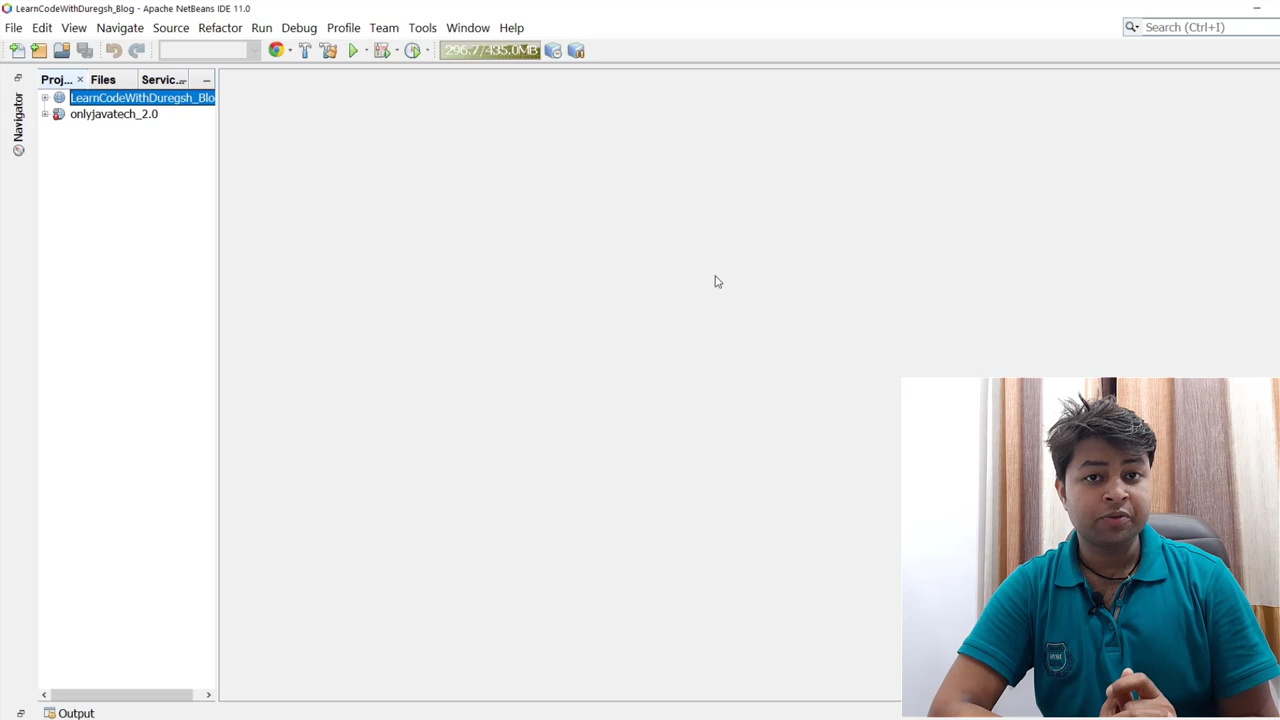 LearnCodeWithDuregsh_Blog - Apache NetBeans IDE 11.0
File Edit View Navigate Source Refactor Run Debug Profile Team Tools Window Help
Search (Ctrl+I)
296.7/435.0MB
Proj... Files Servic...
Navigator
LearnCodeWithDuregsh_Blo
onlyjavatech_2.0
Output